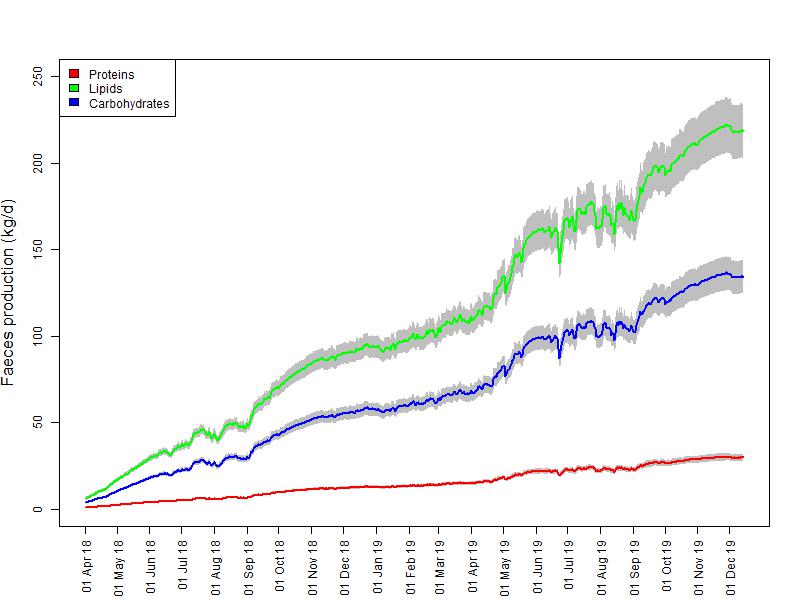 Proteins
Lipids
Carbohydrates
Faeces production (kg/d)
250
200
150
100
50
0
01 Apr 18
01 May 18
01 Jun 18
01 Jul 18
01 Aug 18
01 Sep 18
01 Oct 18
01 Nov 18
01 Dec 18
01 Jan 19
01 Feb 19
01 Mar 19
01 Apr 19
01 May 19
01 Jun 19
01 Jul 19
01 Aug 19
01 Sep 19
01 Oct 19
01 Nov 19
01 Dec 19